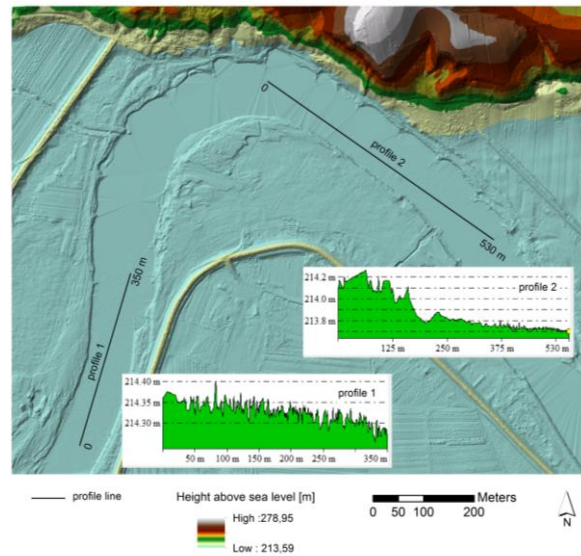 0
profile 2
530 m
350 m
profile 1
0
214.2 m
214.0 m
213.8 m
profile 2
125 m 250 m 375 m 530 m
214.40 m
214.35 m
214.30 m
profile 1
50 m 100 m 150 m 200 m 250 m 300 m 350 m
profile line
Height above sea level [m]
High :278,95
Low : 213,59
Meters
0 50 100 200
N